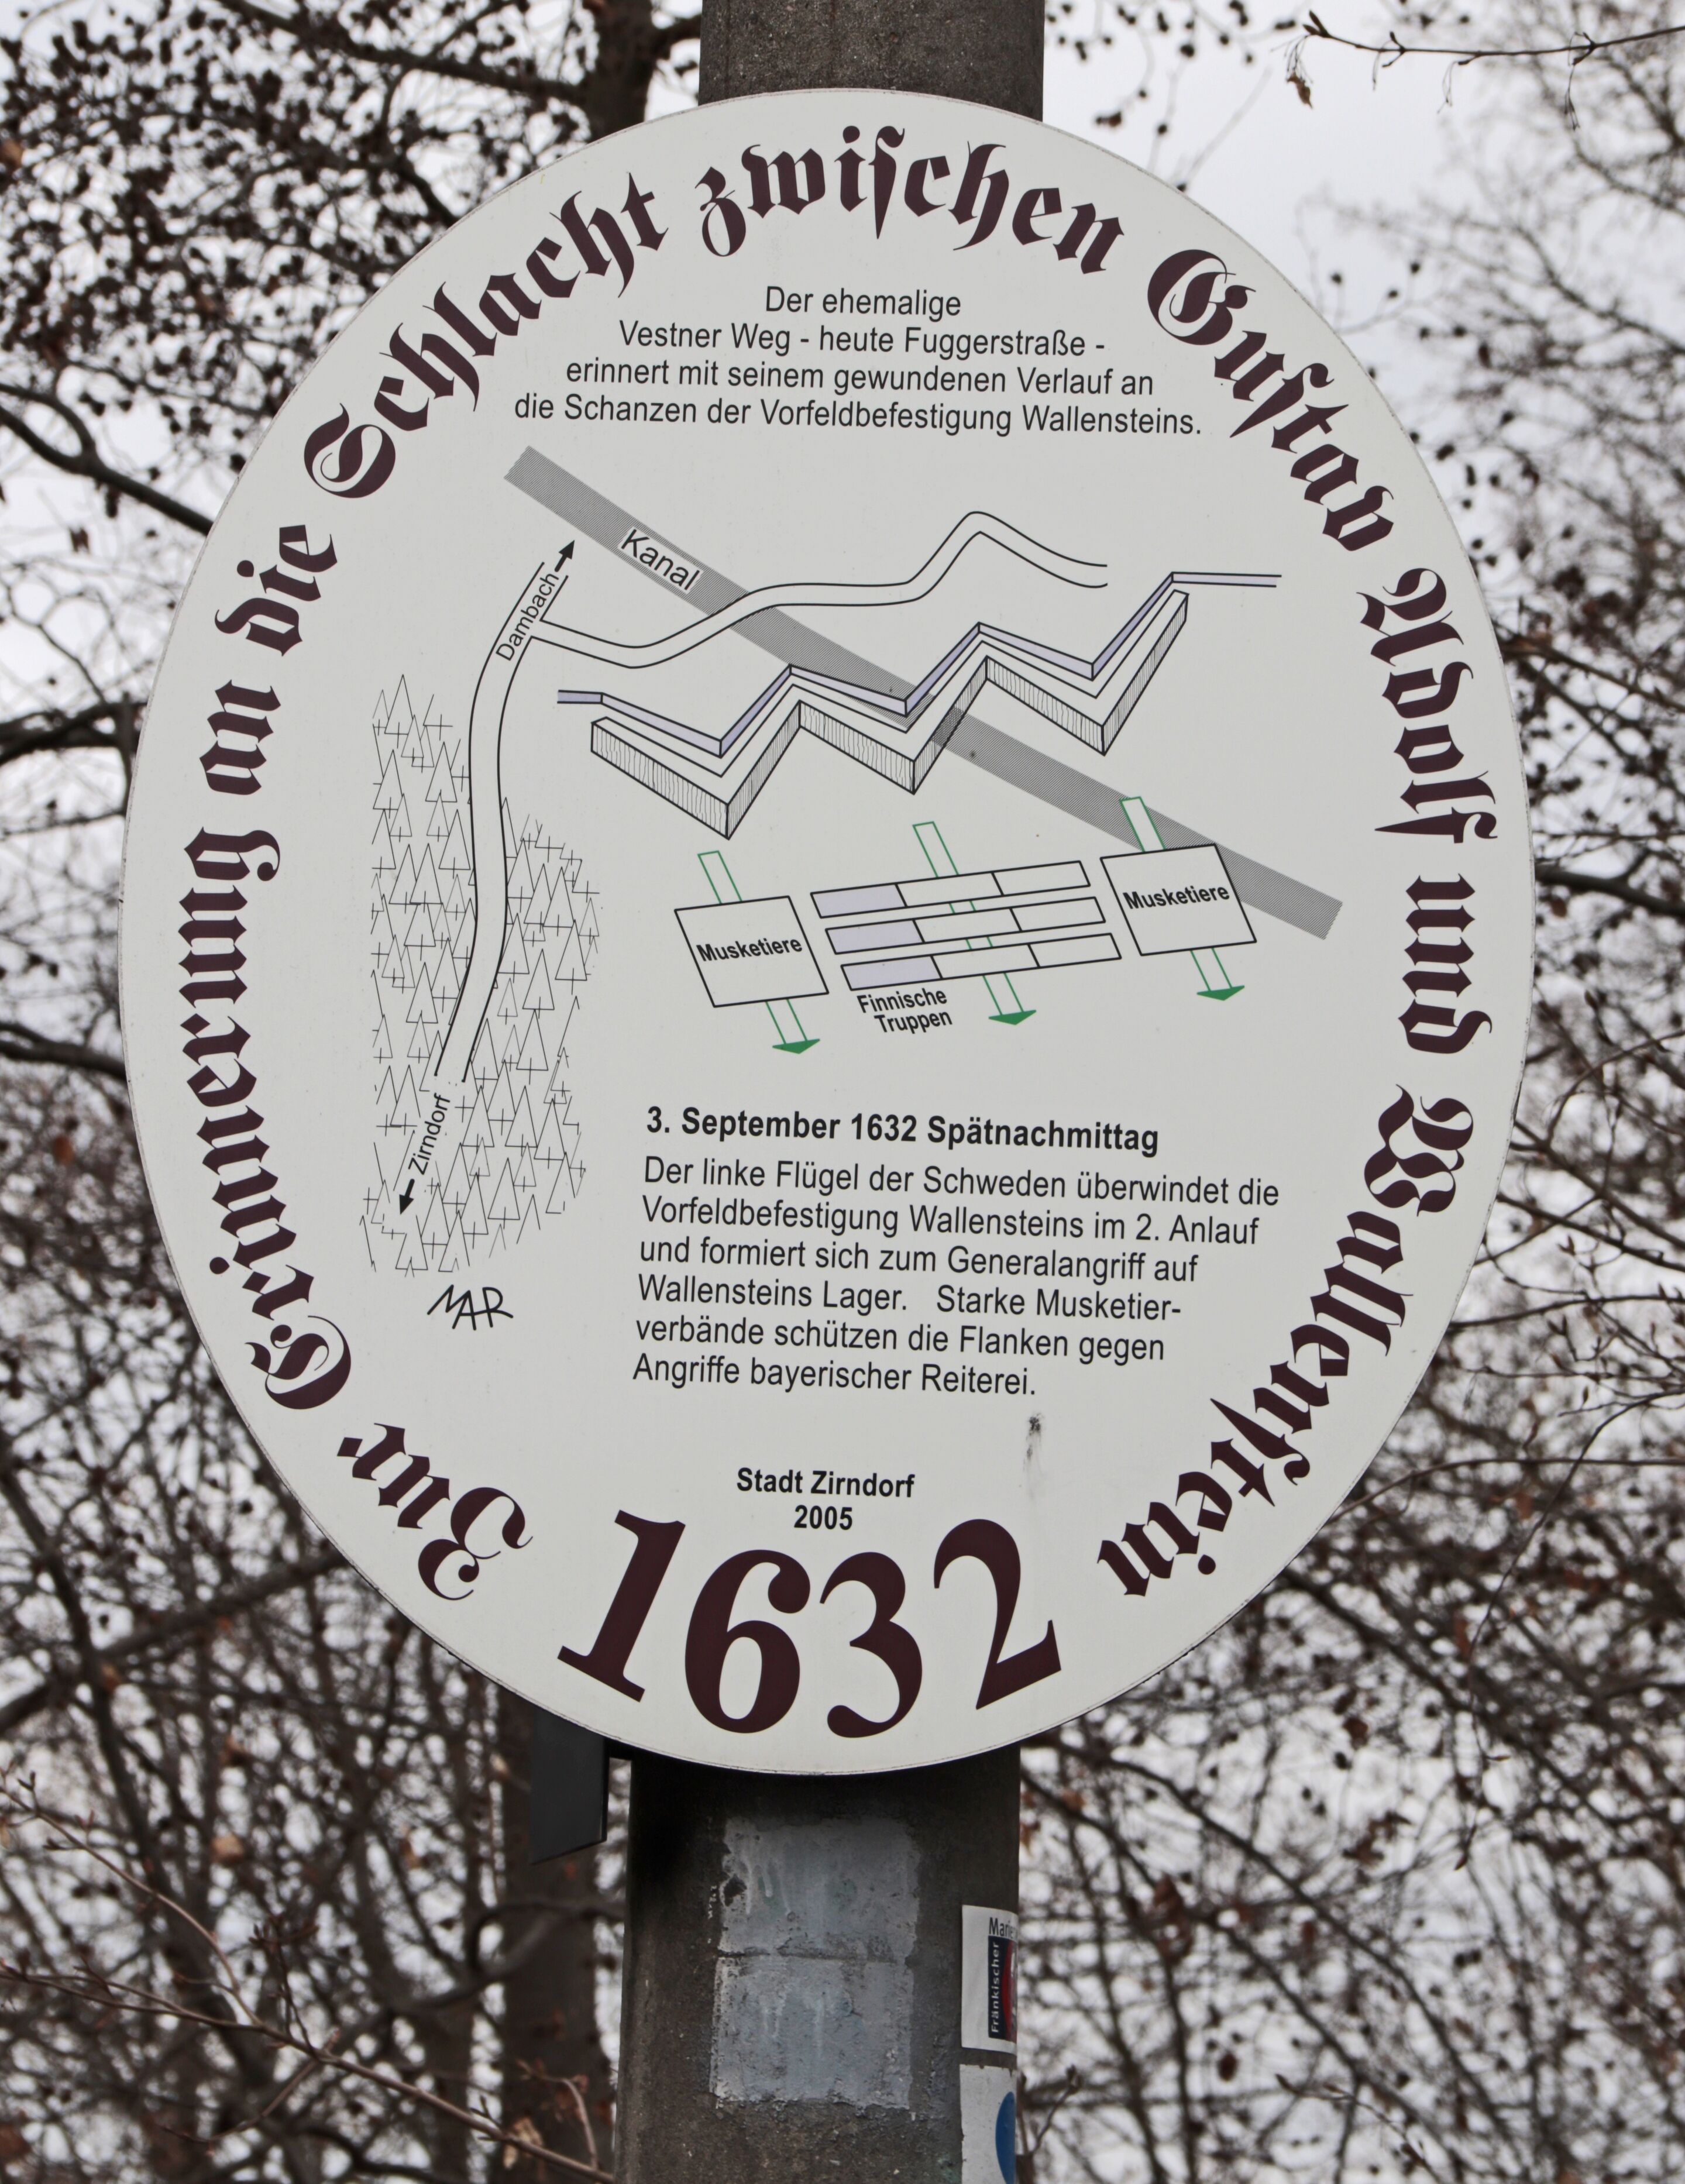 Zur Erinnerung an die Schlacht zwischen Gustav Adolf und Wallenstein
1632
Der ehemalige
Vestner Weg - heute Fuggerstraße -
erinnert mit seinem gewundenen Verlauf an
die Schanzen der Vorfeldbefestigung Wallensteins.
Kanal
Dambach
Musketiere
Musketiere
Finnische
Truppen
Zirndorf
MAR
3. September 1632 Spätnachmittag
Der linke Flügel der Schweden überwindet die
Vorfeldbefestigung Wallensteins im 2. Anlauf
und formiert sich zum Generalangriff auf
Wallensteins Lager. Starke Musketier-
verbände schützen die Flanken gegen
Angriffe bayerischer Reiterei.
Stadt Zirndorf
2005
Fränkischer